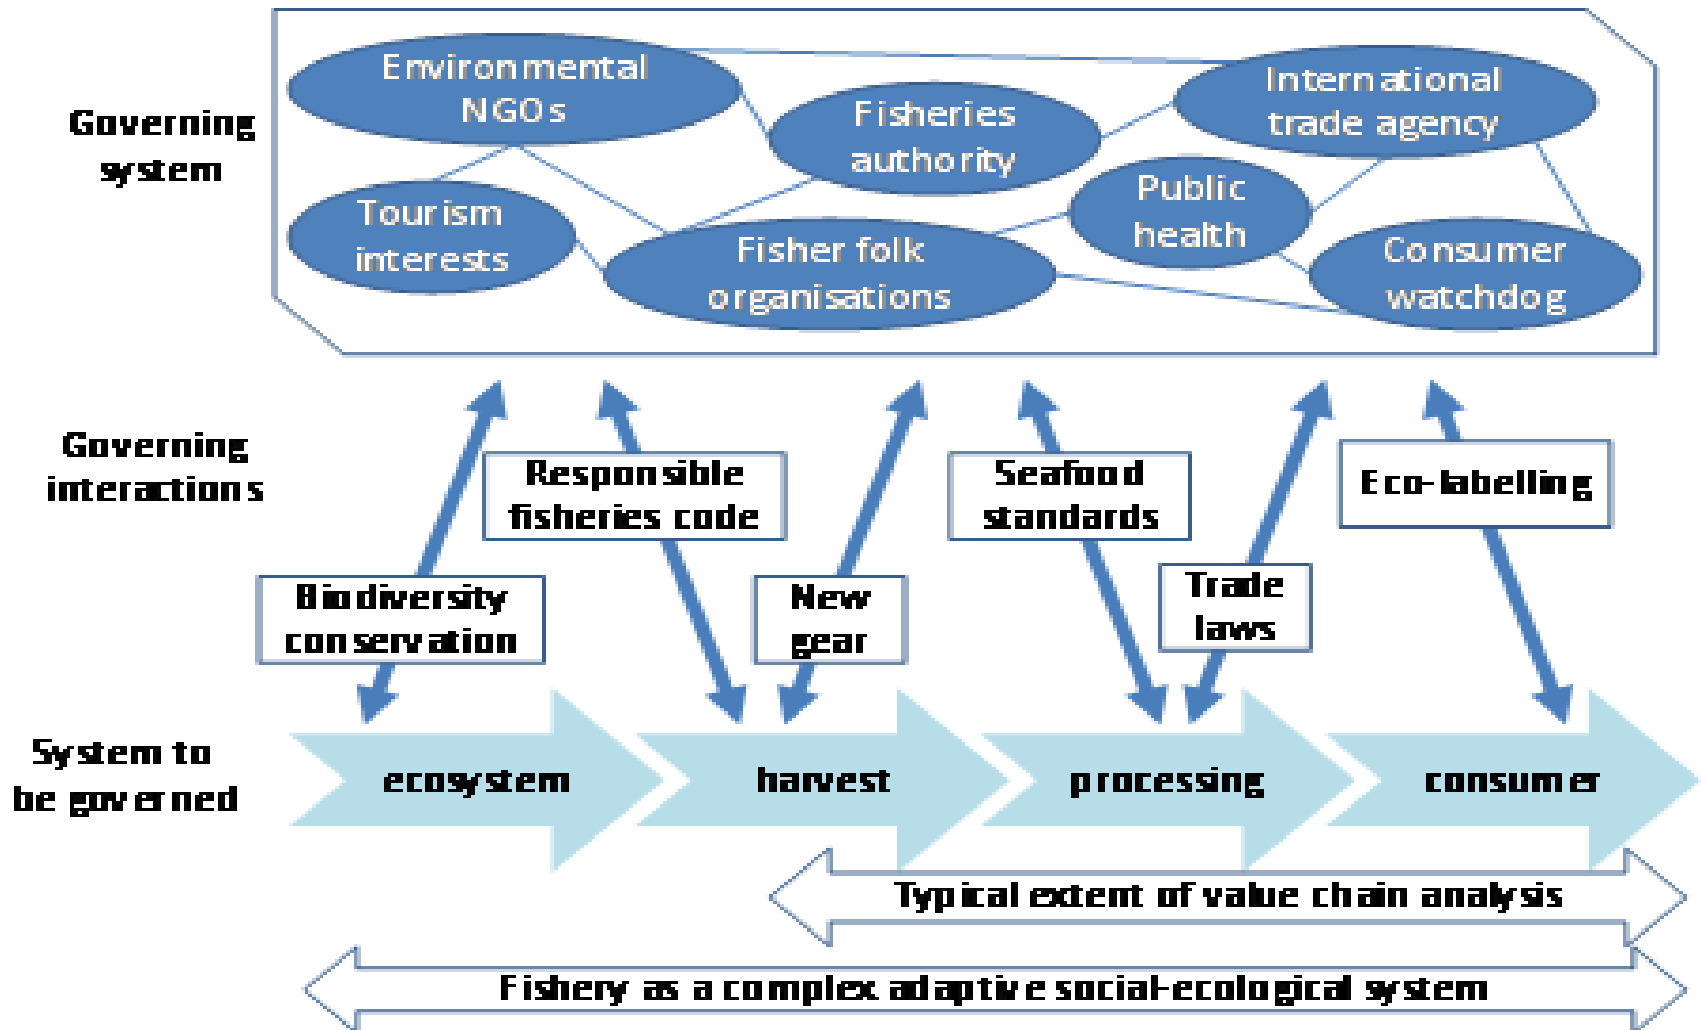 Governing
system
Environmental
NGOs
Fisheries
authority
International
trade agency
Tourism
interests
Fisher folk
organisations
Public
health
Consumer
watchdog
Governing
interactions
Biodiversity
conservation
Responsible
fisheries code
New
gear
Seafood
standards
Trade
laws
Eco-labelling
System to
be governed
ecosystem
harvest
processing
consumer
Typical extent of value chain analysis
Fishery as a complex adaptive social-ecological system